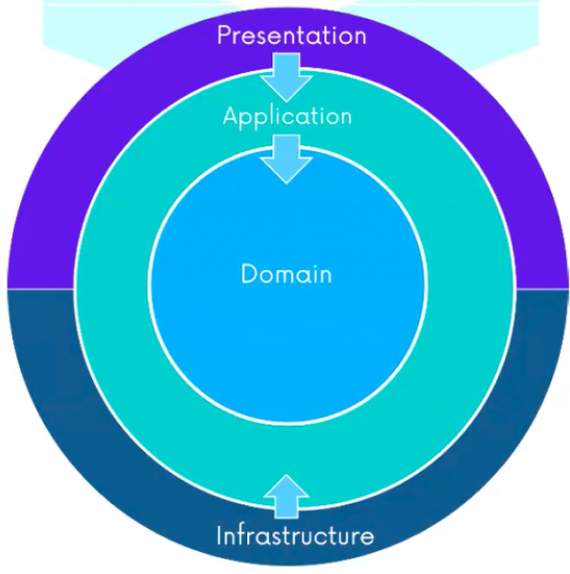 Presentation
Application
Domain
Infrastructure